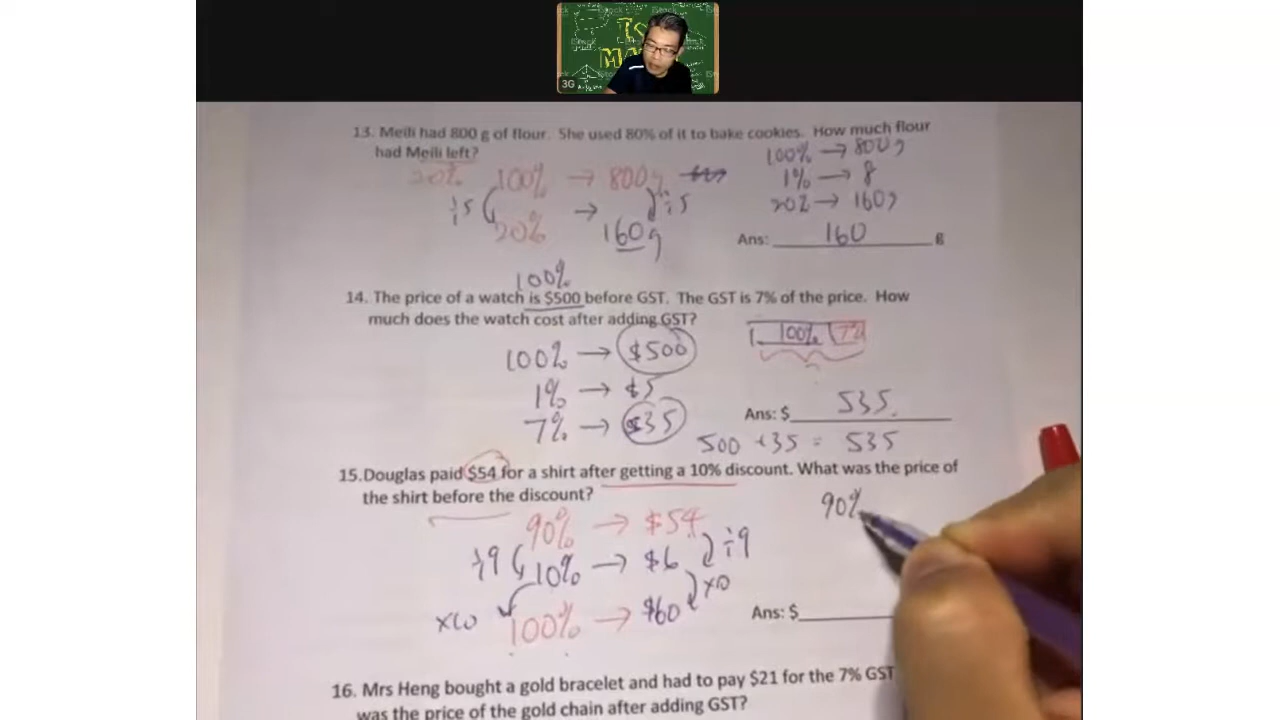 3G
13. Meili had 800 g of flour. She used 80% of it to bake cookies. How much flour
had Meili left?
20% 100% → 800g
÷5 → ÷5
20% 160g
100% → 800g
1% → 8
20% → 160g
Ans: 160 g
100%
14. The price of a watch is $500 before GST. The GST is 7% of the price. How
much does the watch cost after adding GST?
100% → $500
1% → $5
7% → $35
100% 7%
Ans: $ 535
500 + 35 = 535
15.Douglas paid $54 for a shirt after getting a 10% discount. What was the price of
the shirt before the discount?
90%
90% → $54
÷9 10% → $6 ÷9
×10 100% → $60 ×10
Ans: $
16. Mrs Heng bought a gold bracelet and had to pay $21 for the 7% GST
was the price of the gold chain after adding GST?